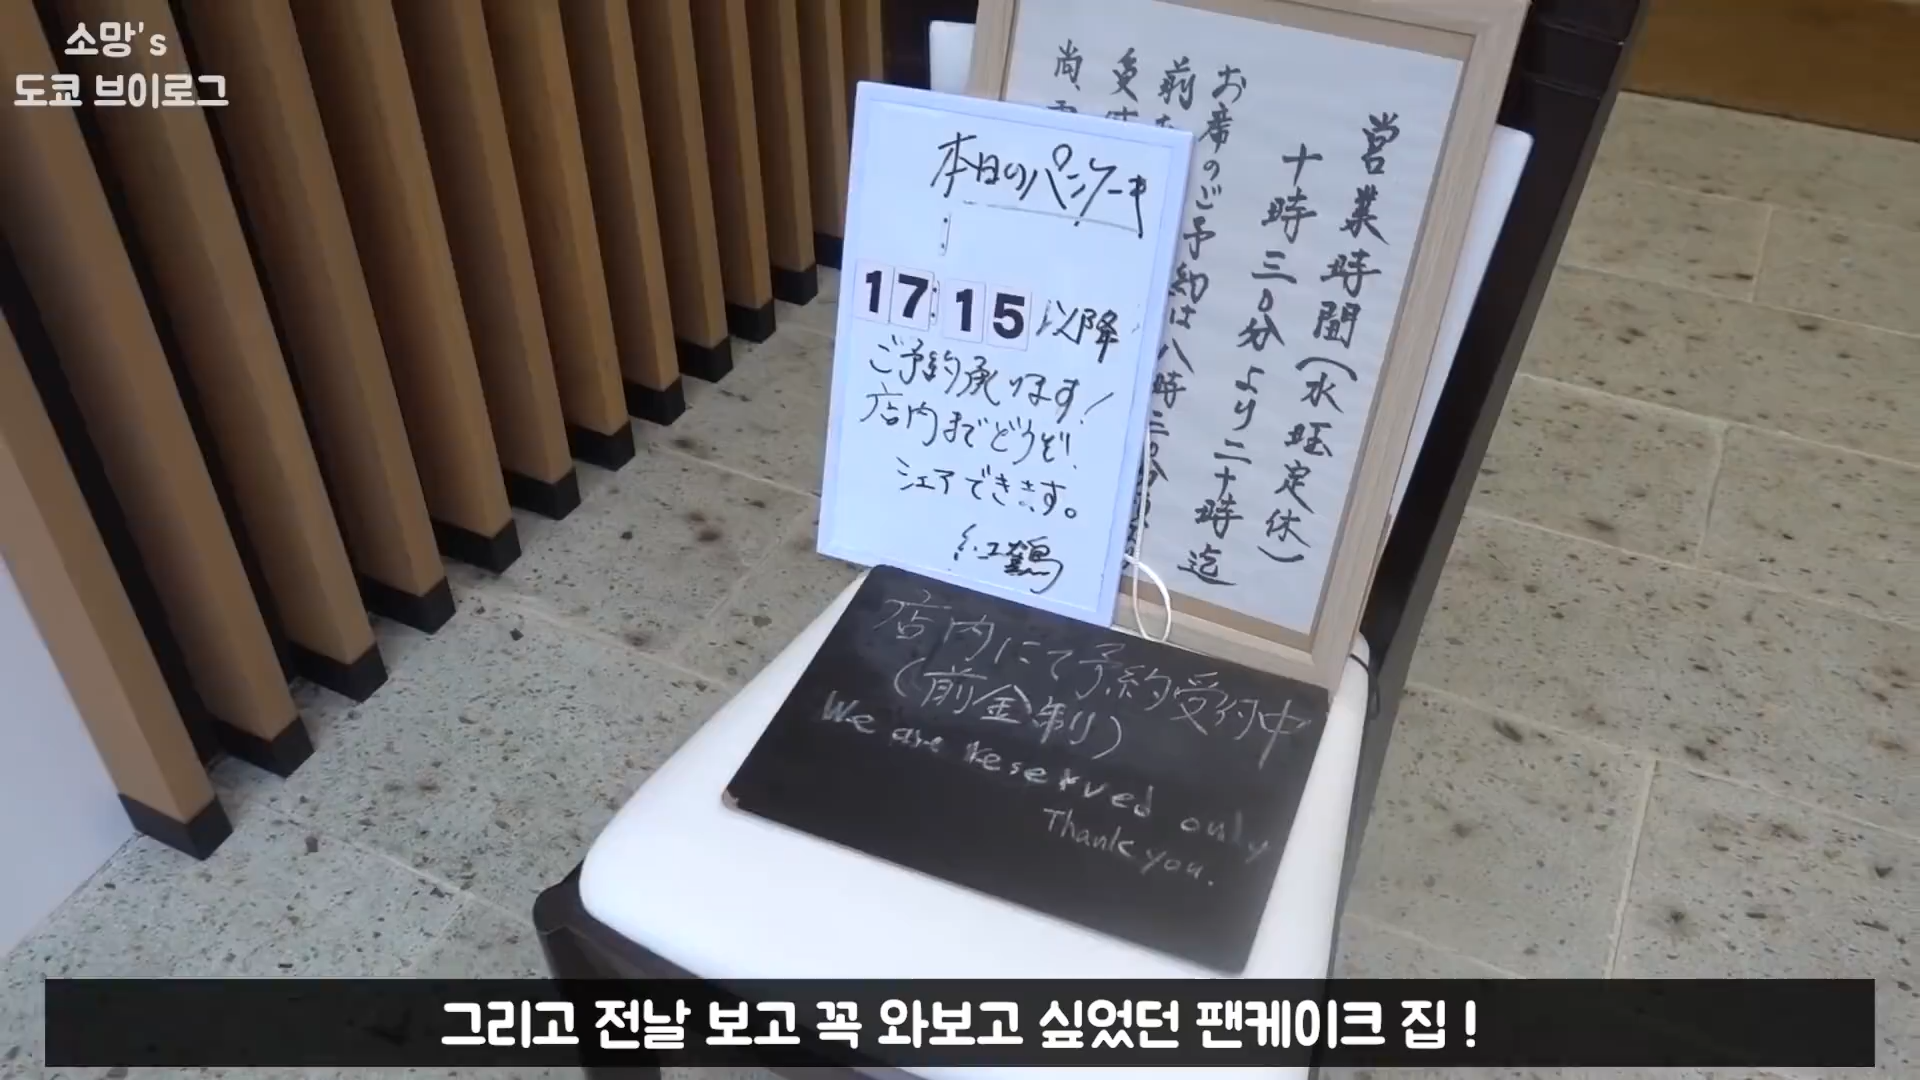 소망's
도쿄 브이로그
本日のパンケーキ
17:15以降
ご予約承ります!
店内までどうぞ!
シェアできます。
紅鶴
営業時間(水曜定休)
十時三〇分より二十時迄
お席のご予約は八時三〇分
店内にて予約受付中
(前金制)
We are Reserved only
Thank you.
그리고 전날 보고 꼭 와보고 싶었던 팬케이크 집 !